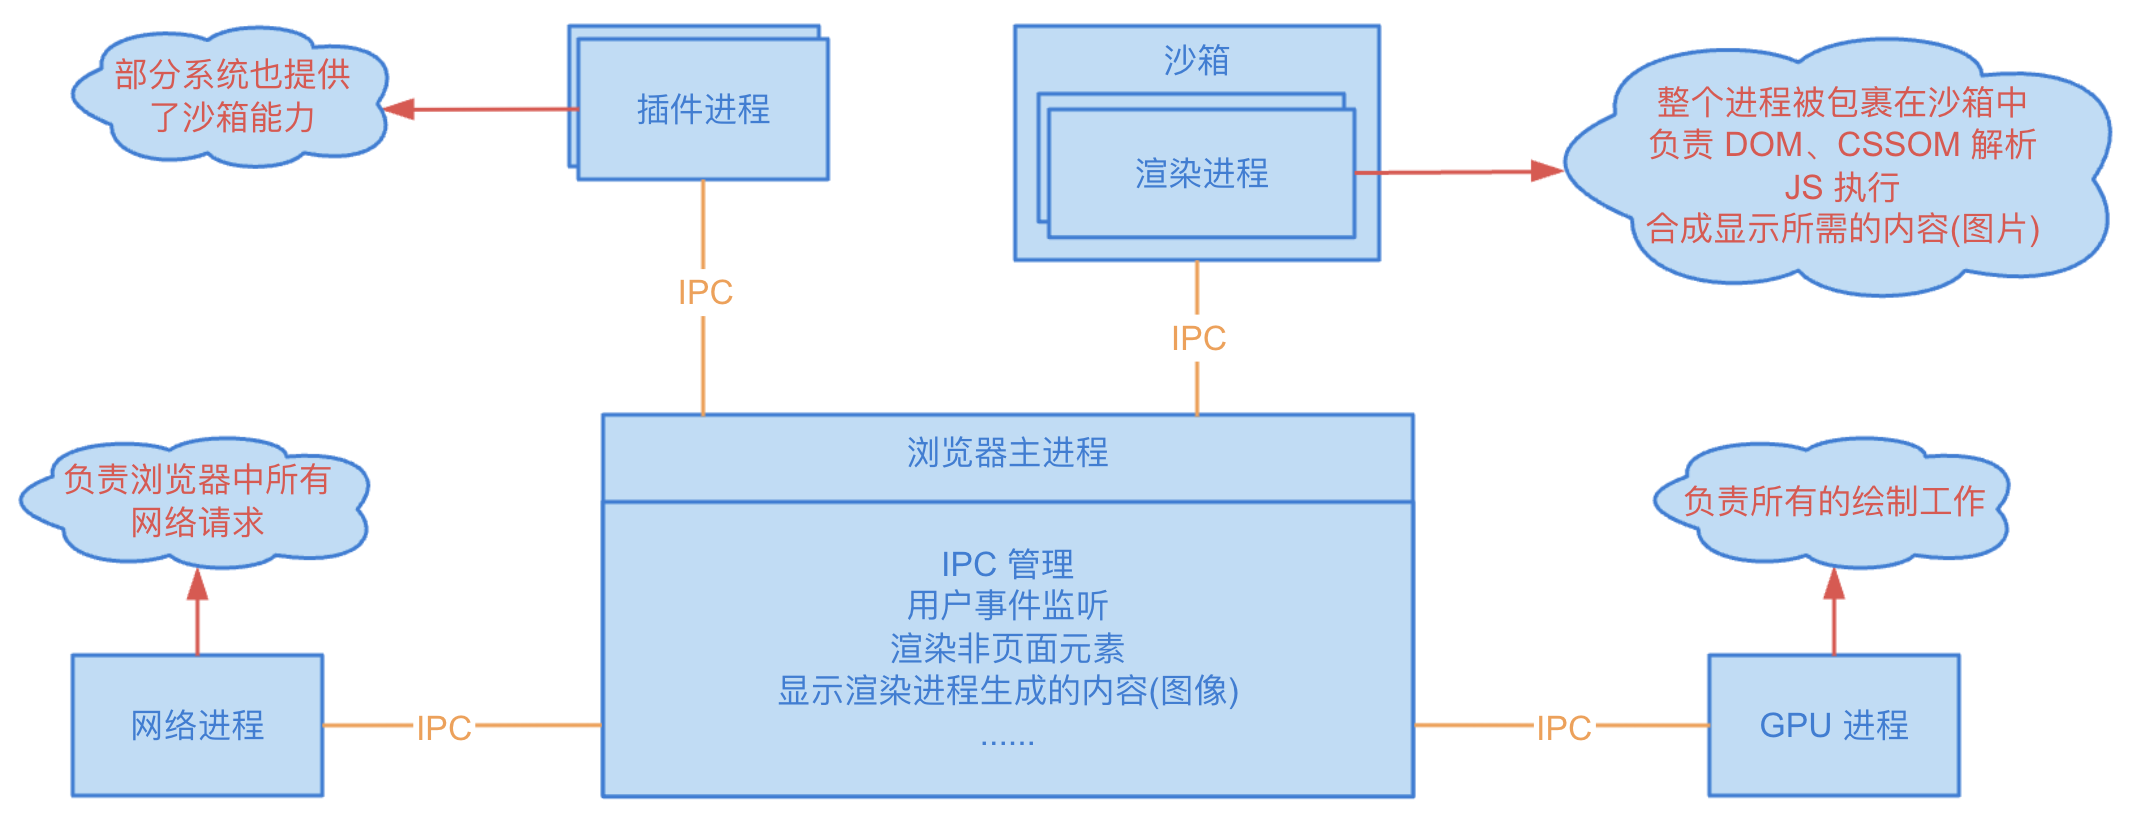 部分系统也提供
了沙箱能力
插件进程
沙箱
渲染进程
整个进程被包裹在沙箱中
负责 DOM、CSSOM 解析
JS 执行
合成显示所需的内容(图片)
IPC
IPC
浏览器主进程
IPC 管理
用户事件监听
渲染非页面元素
显示渲染进程生成的内容(图像)
······
负责浏览器中所有
网络请求
网络进程
IPC
负责所有的绘制工作
IPC
GPU 进程